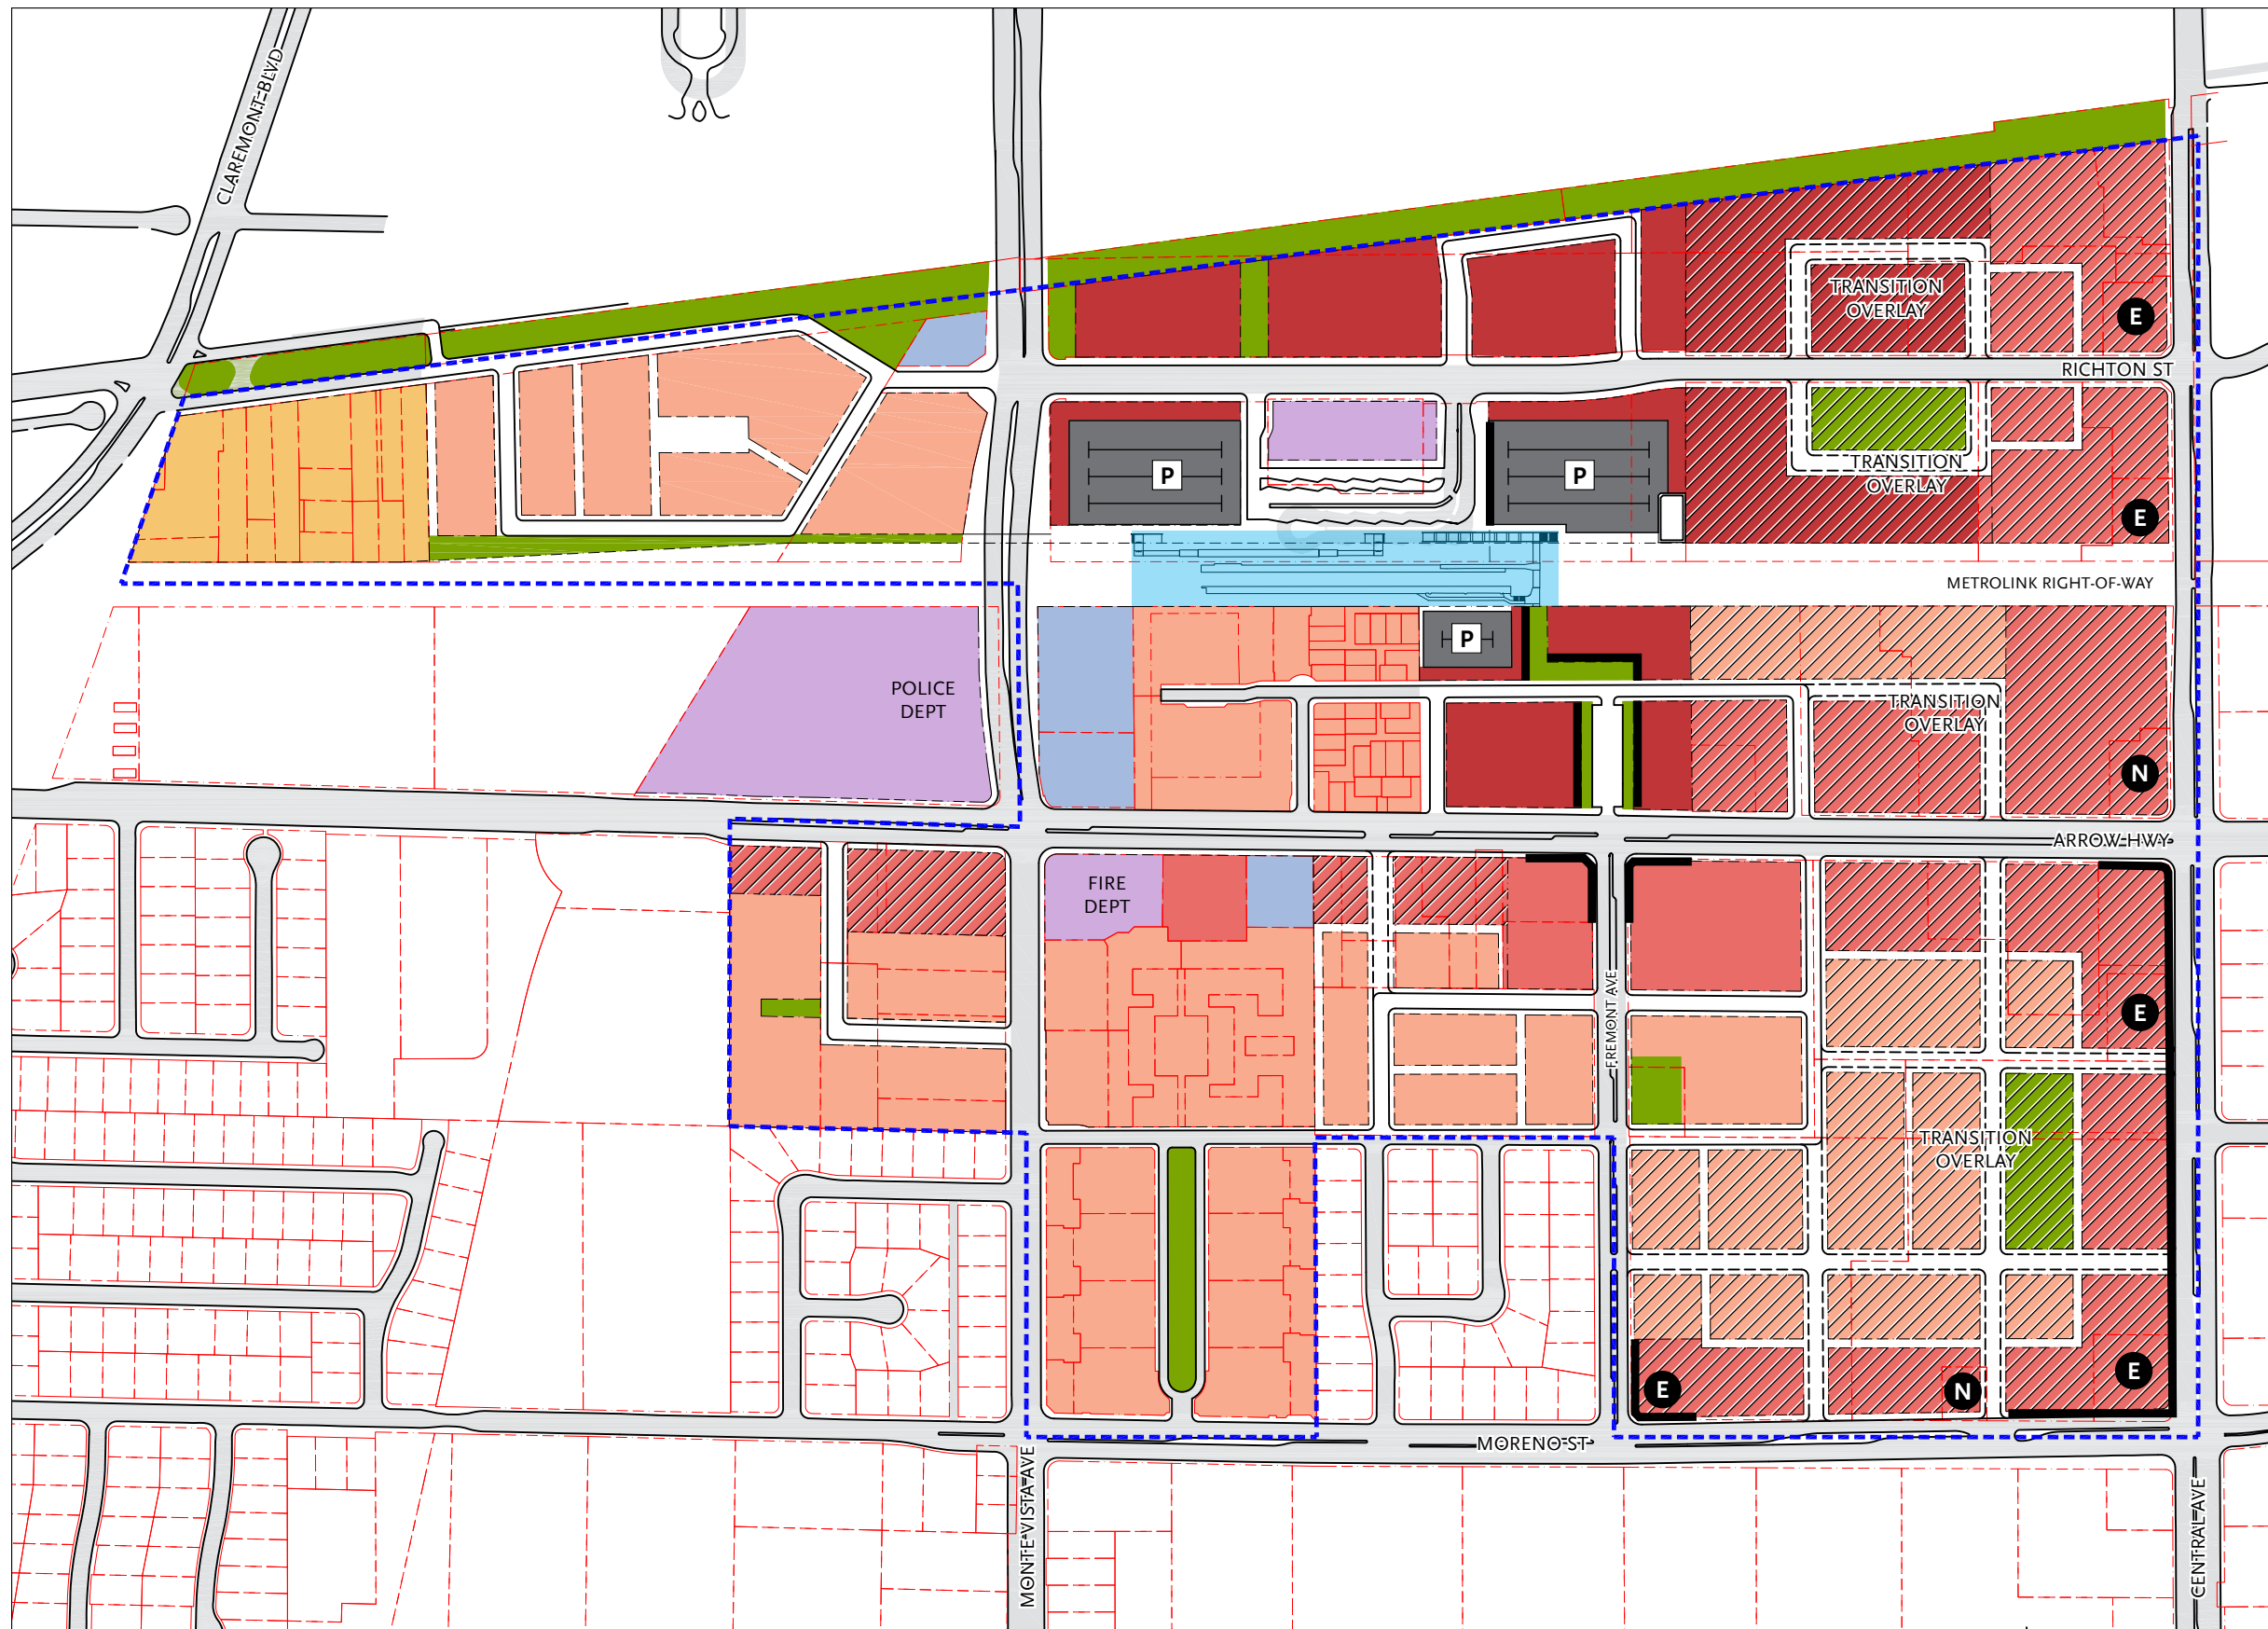 CLAREMONT BLVD
TRANSITION
OVERLAY
E
RICHTON ST
P
P
TRANSITION
OVERLAY
E
METROLINK RIGHT-OF-WAY
P
POLICE
DEPT
TRANSITION
OVERLAY
N
ARROW HWY
FIRE
DEPT
FREMONT AVE
E
TRANSITION
OVERLAY
E
N
E
MORENO ST
MONTE VISTA AVE
CENTRAL AVE